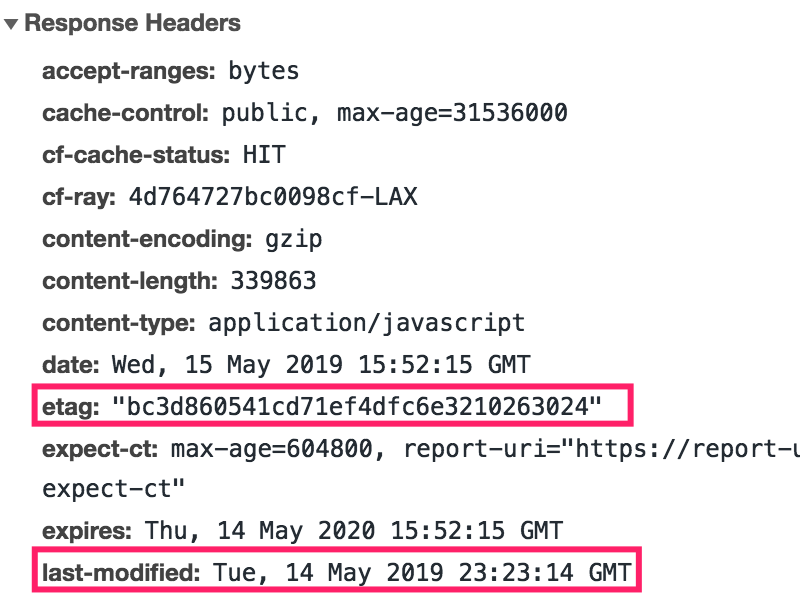 Response Headers
accept-ranges: bytes
cache-control: public, max-age=31536000
cf-cache-status: HIT
cf-ray: 4d764727bc0098cf-LAX
content-encoding: gzip
content-length: 339863
content-type: application/javascript
date: Wed, 15 May 2019 15:52:15 GMT
etag: "bc3d860541cd71ef4dfc6e3210263024"
expect-ct: max-age=604800, report-uri="https://report-u
expect-ct"
expires: Thu, 14 May 2020 15:52:15 GMT
last-modified: Tue, 14 May 2019 23:23:14 GMT